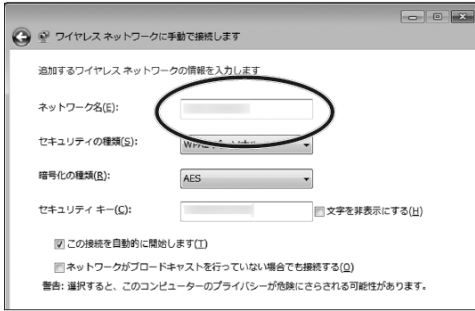 ワイヤレス ネットワークに手動で接続します
追加するワイヤレス ネットワークの情報を入力します
ネットワーク名(E):
セキュリティの種類(S):
暗号化の種類(R): AES
セキュリティ キー(C): 文字を非表示にする(H)
この接続を自動的に開始します(T)
ネットワークがブロードキャストを行っていない場合でも接続する(O)
警告: 選択すると、このコンピューターのプライバシーが危険にさらされる可能性があります。